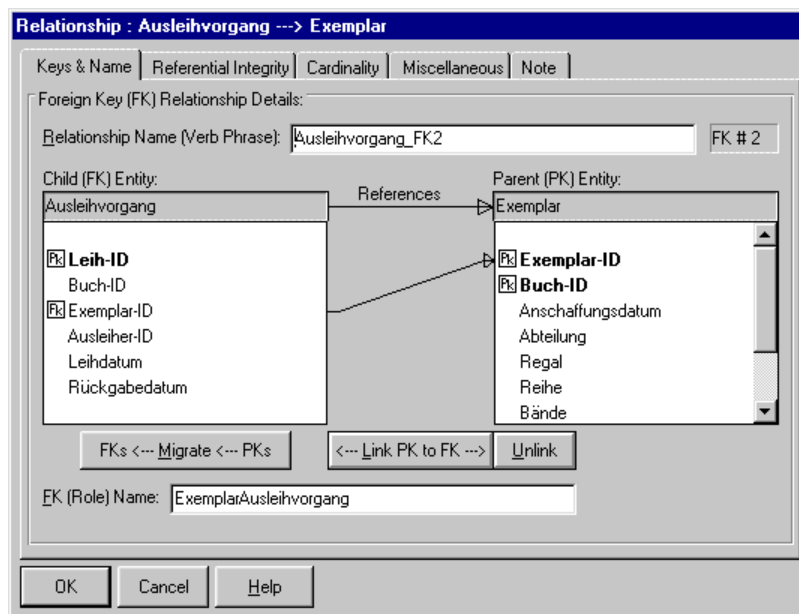 Relationship : Ausleihvorgang ---> Exemplar
Keys & Name Referential Integrity Cardinality Miscellaneous Note
Foreign Key (FK) Relationship Details:
Relationship Name (Verb Phrase): Ausleihvorgang_FK2 FK # 2
Child (FK) Entity: Parent (PK) Entity:
Ausleihvorgang References Exemplar
Pk Leih-ID Pk Exemplar-ID
Buch-ID Pk Buch-ID
Fk Exemplar-ID Anschaffungsdatum
Ausleiher-ID Abteilung
Leihdatum Regal
Rückgabedatum Reihe
Bände
FKs <--- Migrate <--- PKs <--- Link PK to FK ---> Unlink
FK (Role) Name: ExemplarAusleihvorgang
OK Cancel Help